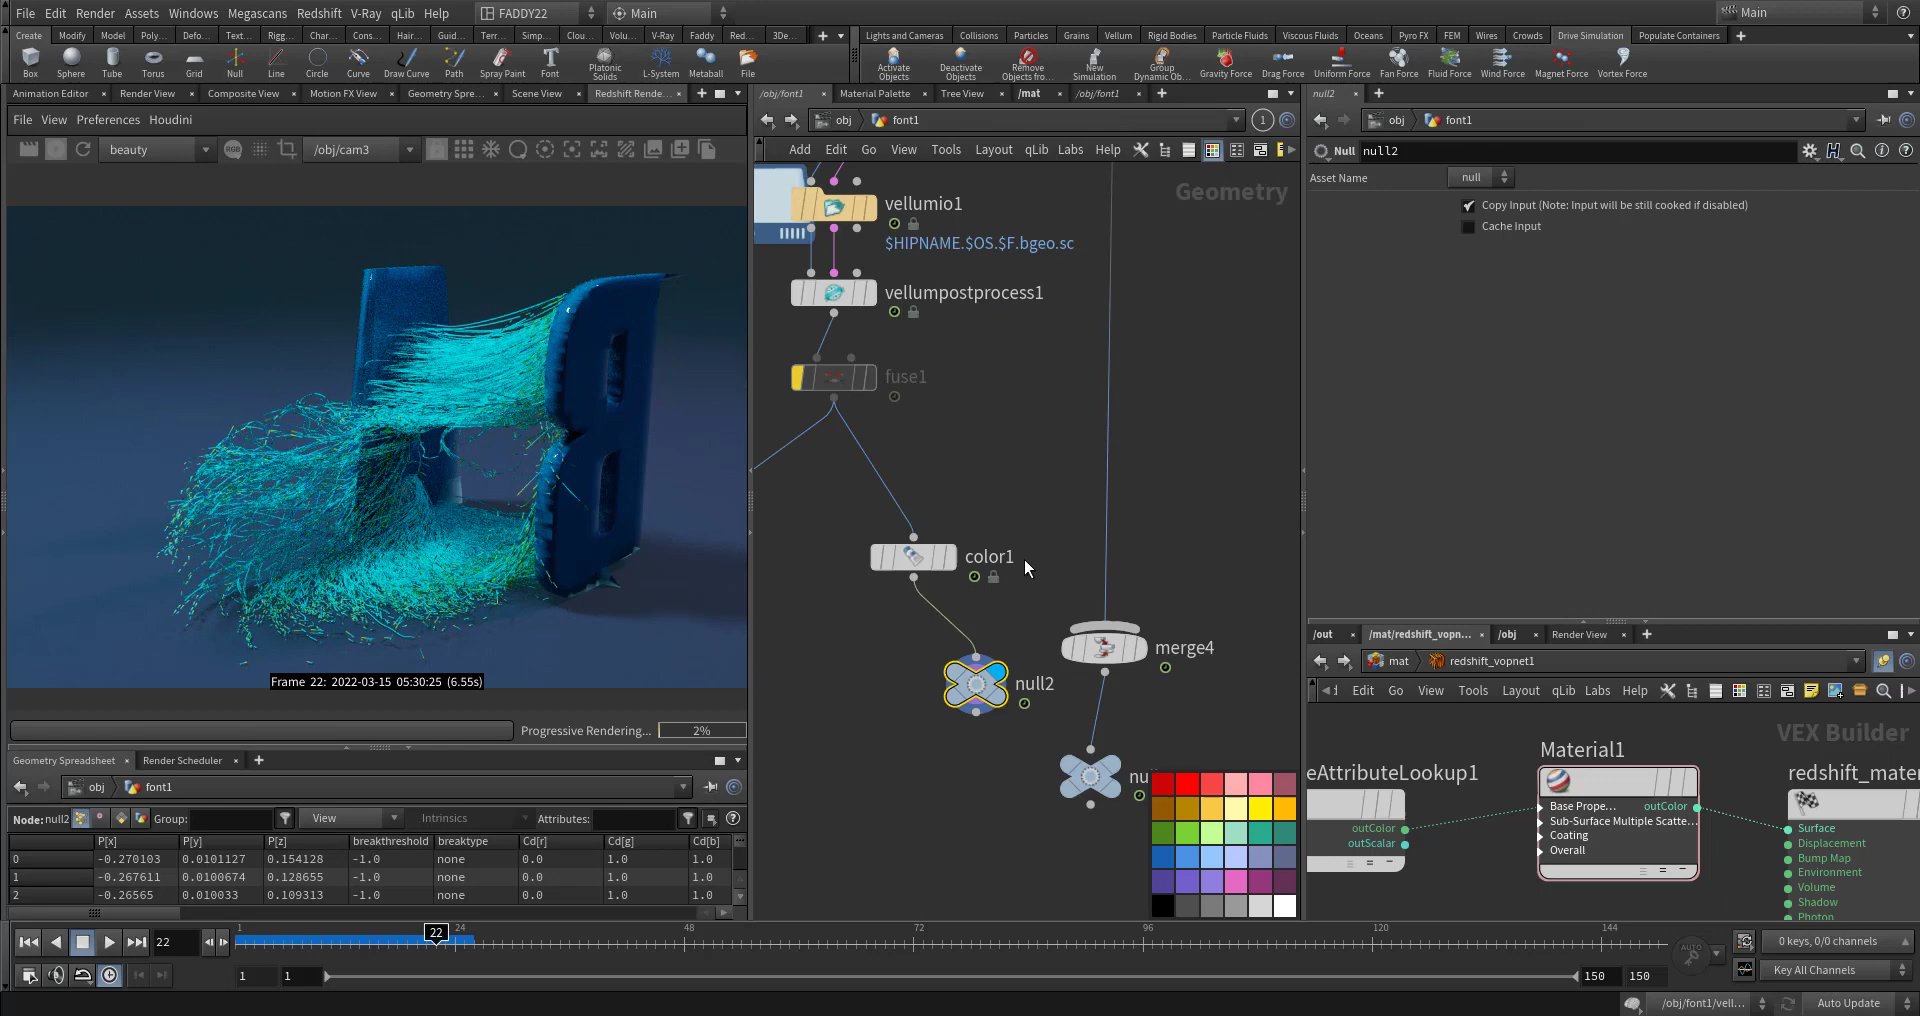 File Edit Render Assets Windows Megascans Redshift V-Ray qLib Help FADDY22 Main Main
Create Modify Model Poly... Defo... Text... Rigg... Char... Cons... Hair... Guid... Terr... Simp... Clou... Volu... V-Ray Faddy Red... 3De...
Lights and Cameras Collisions Particles Grains Vellum Rigid Bodies Particle Fluids Viscous Fluids Oceans Pyro FX FEM Wires Crowds Drive Simulation Populate Containers
Box Sphere Tube Torus Grid Null Line Circle Curve Draw Curve Path Spray Paint Font Platonic Solids L-System Metaball File
Activate Objects Deactivate Objects Remove Objects fro... New Simulation Group Dynamic Ob... Gravity Force Drag Force Uniform Force Fan Force Fluid Force Wind Force Magnet Force Vortex Force
Animation Editor Render View Composite View Motion FX View Geometry Spre... Scene View Redshift Rende...
/obj/font1 Material Palette Tree View /mat /obj/font1
null2
File View Preferences Houdini
obj font1 1
obj font1
beauty /obj/cam3
RGB
Add Edit Go View Tools Layout qLib Labs Help
Null null2
Asset Name null
Copy Input (Note: Input will be still cooked if disabled)
Cache Input
Geometry
vellumio1
$HIPNAME.$OS.$F.bgeo.sc
vellumpostprocess1
fuse1
color1
merge4
null2
nu
Frame 22: 2022-03-15 05:30:25 (6.55s)
Progressive Rendering... 2%
/out /mat/redshift_vopn... /obj Render View
mat redshift_vopnet1
Edit Go View Tools Layout qLib Labs Help
VEX Builder
eAttributeLookup1
outColor
outScalar
Material1
Base Prope... outColor
Sub-Surface Multiple Scatte...
Coating
Overall
redshift_mate
Surface
Displacement
Bump Map
Environment
Volume
Shadow
Photon
Geometry Spreadsheet Render Scheduler
obj font1
Node: null2 Group: View Intrinsics Attributes:
P[x] P[y] P[z] breakthreshold breaktype Cd[r] Cd[g] Cd[b]
0 -0.270103 0.0101127 0.154128 -1.0 none 0.0 1.0 1.0
1 -0.267611 0.0100674 0.128655 -1.0 none 0.0 1.0 1.0
2 -0.26565 0.010033 0.109313 -1.0 none 0.0 1.0 1.0
22 1 22 24 48 72 96 120 144
AUTO
0 keys, 0/0 channels
1 1 150 150
Key All Channels
/obj/font1/vell... Auto Update